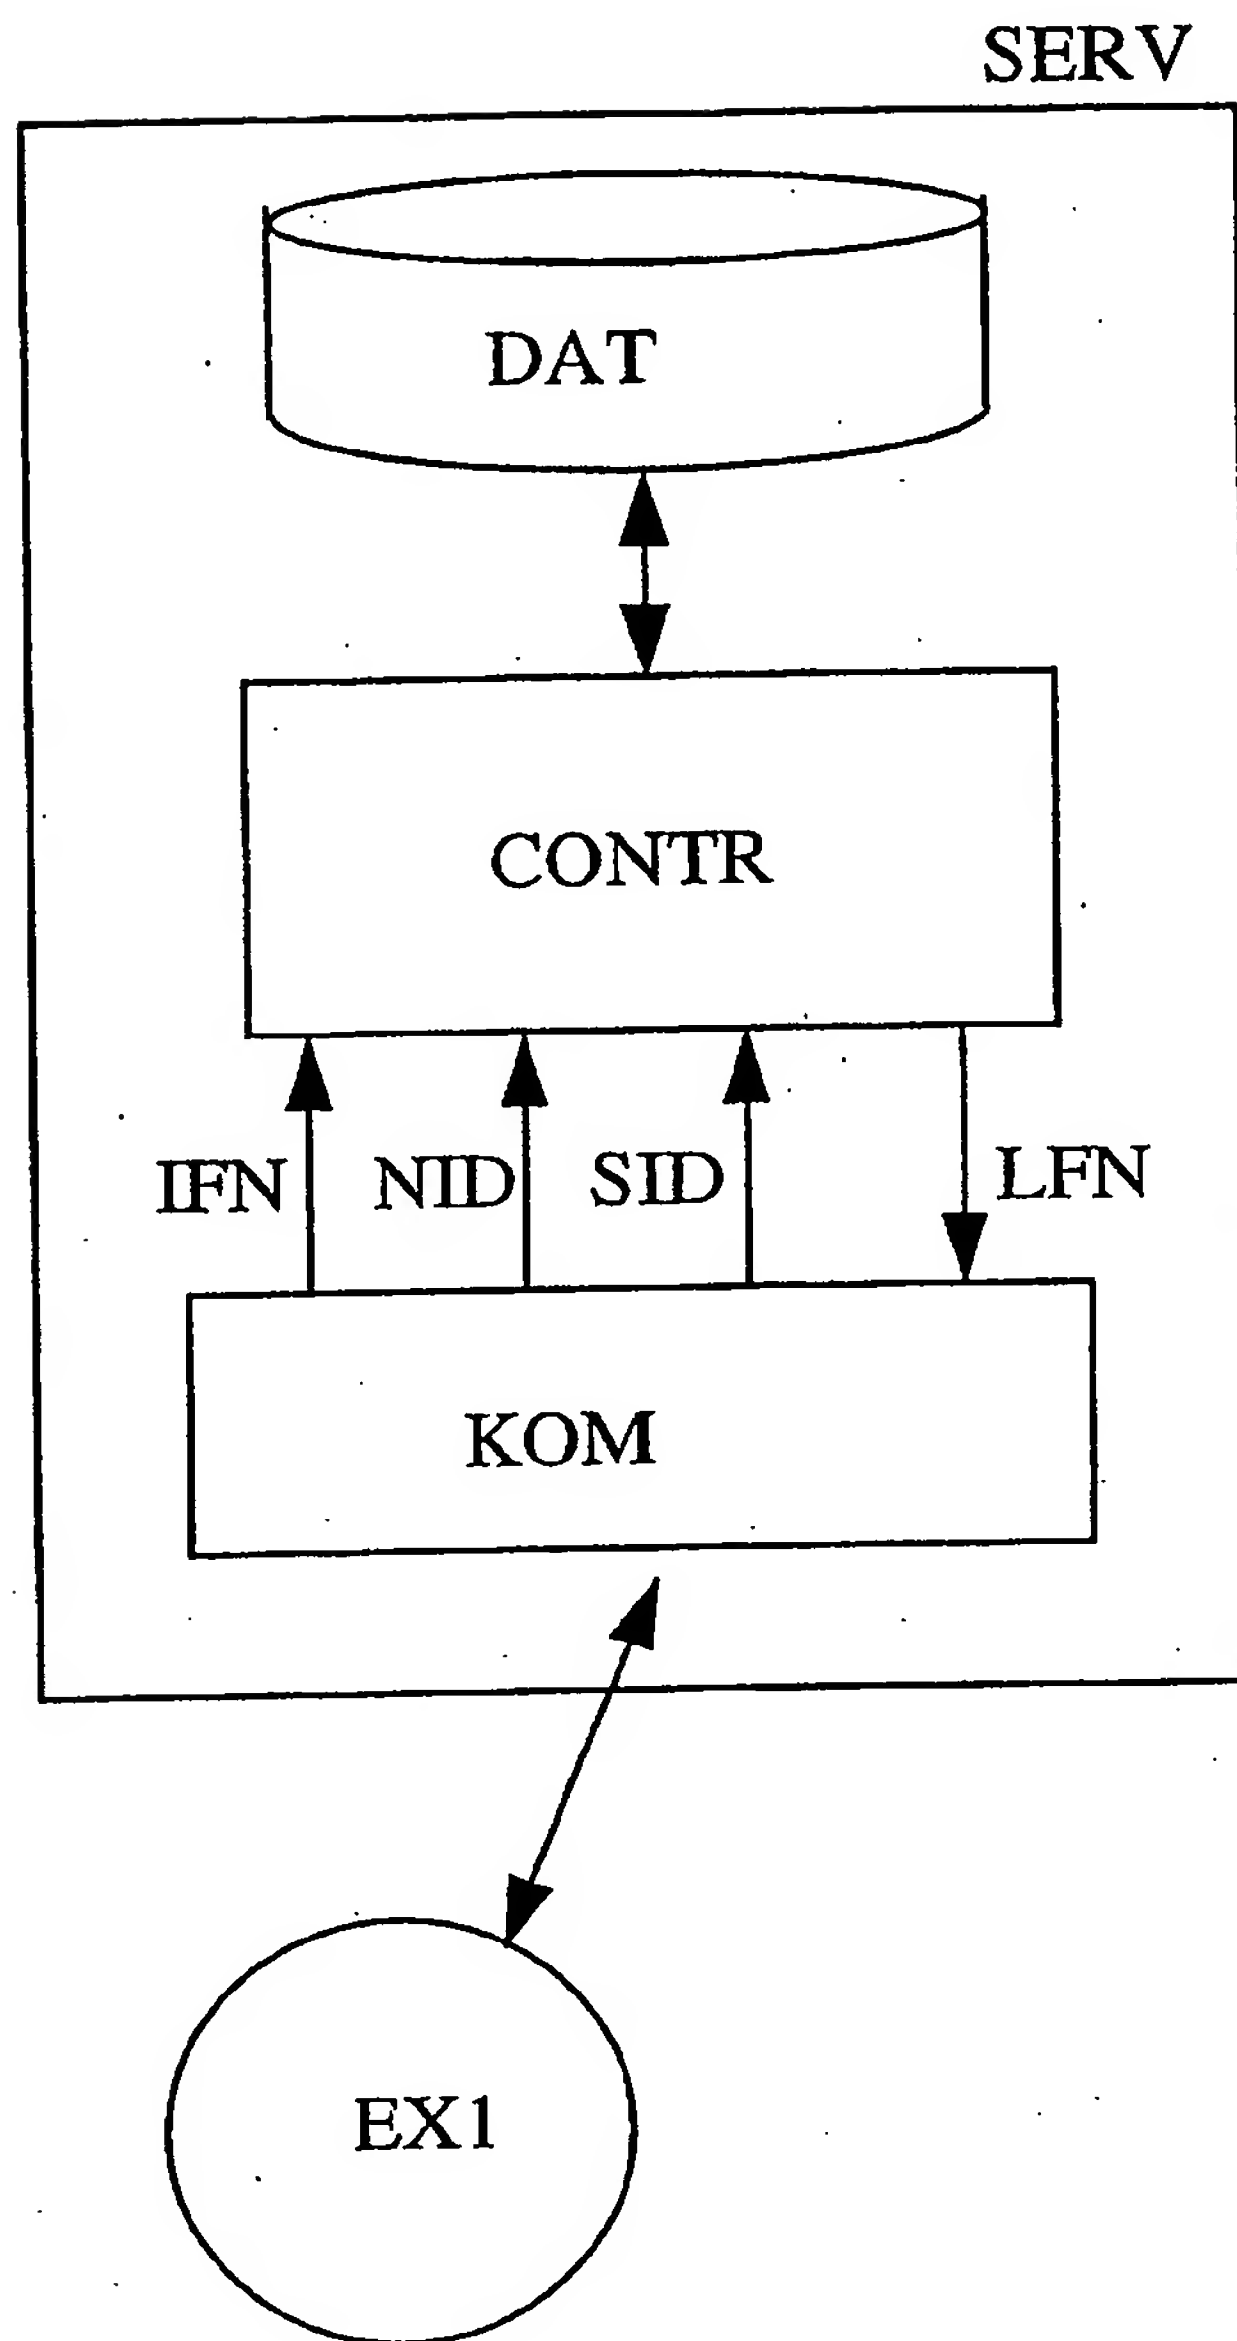 SERV
DAT
CONTR
IFN NID SID LFN
KOM
EX1